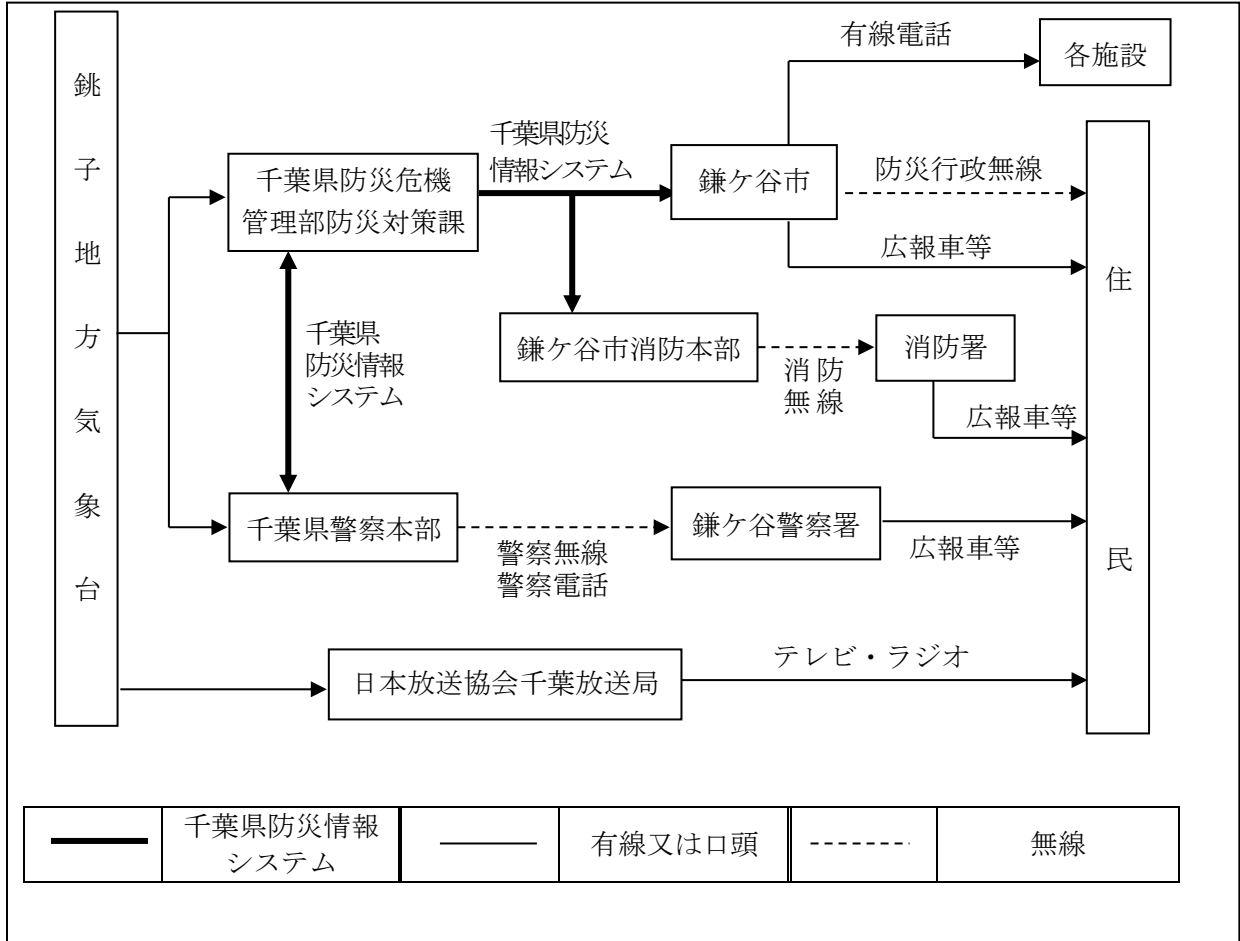 銚子地方気象台
有線電話
各施設
千葉県防災
情報システム
千葉県防災危機
管理部防災対策課
鎌ケ谷市
防災行政無線
広報車等
住民
千葉県
防災情報
システム
鎌ケ谷市消防本部
消防
無線
消防署
広報車等
千葉県警察本部
警察無線
警察電話
鎌ケ谷警察署
広報車等
日本放送協会千葉放送局
テレビ・ラジオ
千葉県防災情報
システム
有線又は口頭
無線